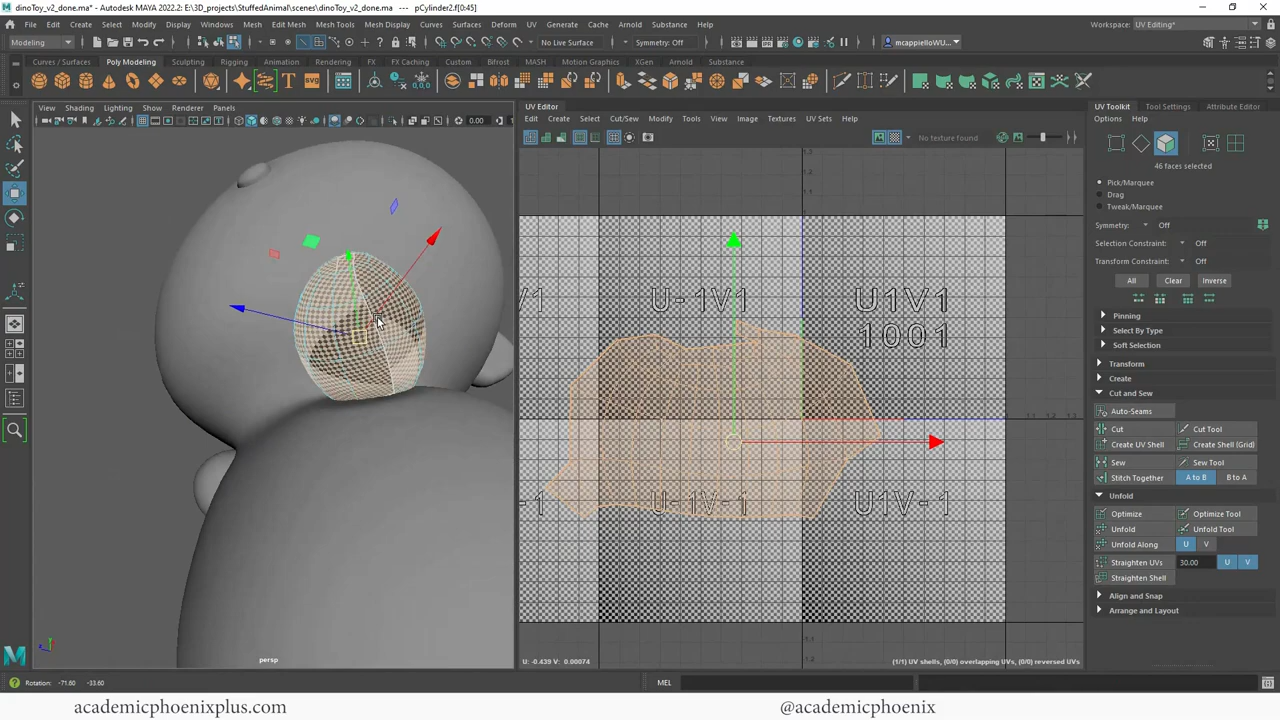 dinoToy_v2_done.ma* - Autodesk MAYA 2022.2: E:\3D_projects\StuffedAnimal\scenes\dinoToy_v2_done.ma --- pCylinder2.f[0:45]
File Edit Create Select Modify Display Windows Mesh Edit Mesh Mesh Tools Mesh Display Curves Surfaces Deform UV Generate Cache Arnold Substance Help
Workspace: UV Editing*
Modeling
No Live Surface
Symmetry: Off
mcappielloWU...
Curves / Surfaces Poly Modeling Sculpting Rigging Animation Rendering FX FX Caching Custom Bifrost MASH Motion Graphics XGen Arnold Substance
View Shading Lighting Show Renderer Panels
0.00
persp
UV Editor
Edit Create Select Cut/Sew Modify Tools View Image Textures UV Sets Help
No texture found
U-1V1
U1V1
1001
U-1V-1
U1V-1
U: -0.439 V: 0.00074
(1/1) UV shells, (0/0) overlapping UVs, (0/0) reversed UVs
UV Toolkit Tool Settings Attribute Editor
Options Help
46 faces selected
Pick/Marquee
Drag
Tweak/Marquee
Symmetry: Off
Selection Constraint: Off
Transform Constraint: Off
All Clear Inverse
Pinning
Select By Type
Soft Selection
Transform
Create
Cut and Sew
Auto-Seams
Cut Cut Tool
Create UV Shell Create Shell (Grid)
Sew Sew Tool
Stitch Together A to B B to A
Unfold
Optimize Optimize Tool
Unfold Unfold Tool
Unfold Along U V
Straighten UVs 30.00 U V
Straighten Shell
Align and Snap
Arrange and Layout
Rotation: -71.60 -33.60
MEL
academicphoenixplus.com
@academicphoenix